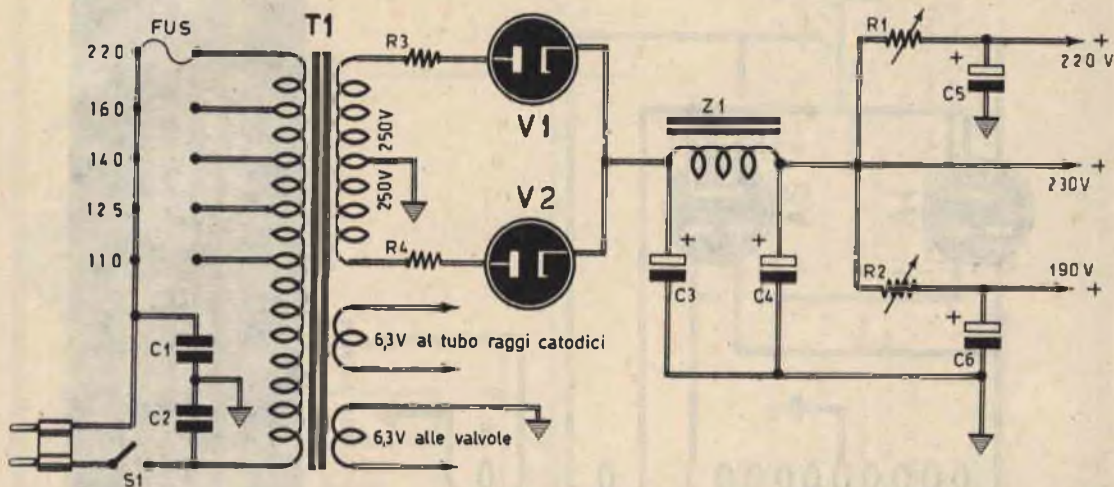 FUS
T1
220
160
140
125
110
C1
C2
S1
R3
R4
250V 250V
V1
V2
6,3V al tubo raggi catodici
6,3V alle valvole
Z1
C3
C4
R1
C5
+
+
220 V
+
+
230V
+
R2
190V
+
+
C6